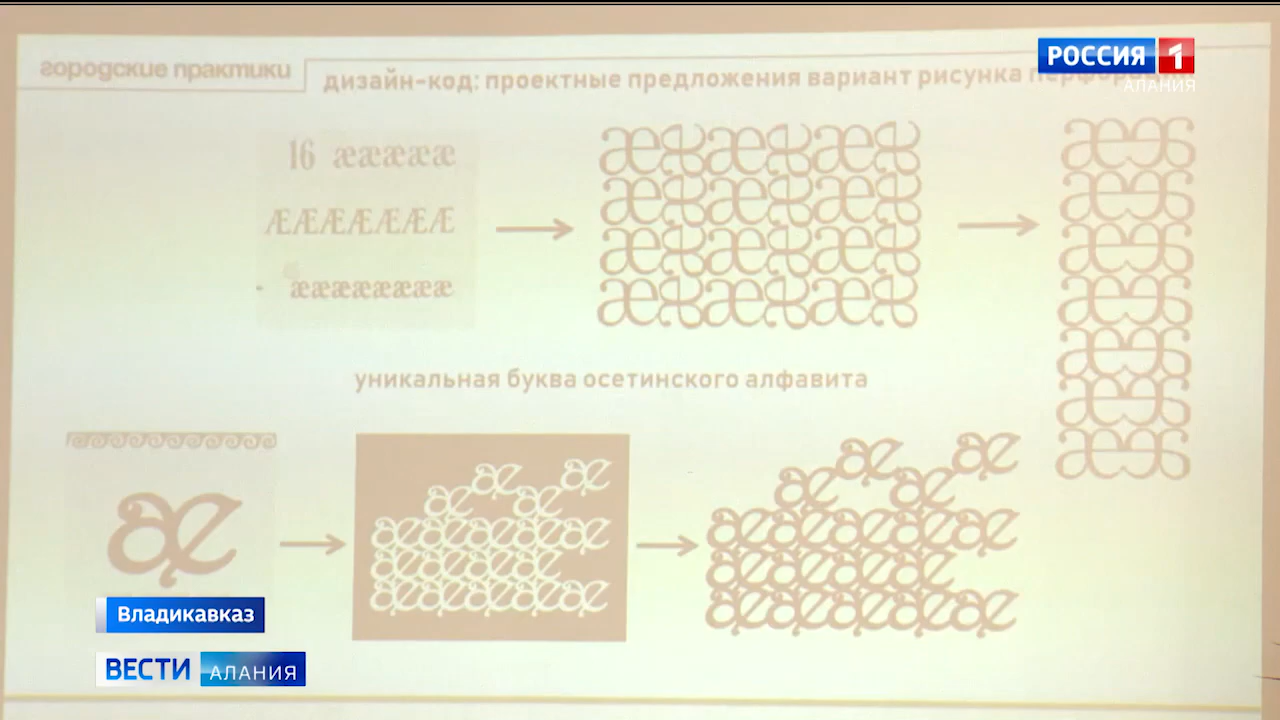 городские практики
дизайн-код: проектные предложения вариант рисунка
РОССИЯ 1
АЛАНИЯ
16 æææææ
ÆÆÆÆÆÆÆ
ææææææææ
уникальная буква осетинского алфавита
æ
Владикавказ
ВЕСТИ АЛАНИЯ